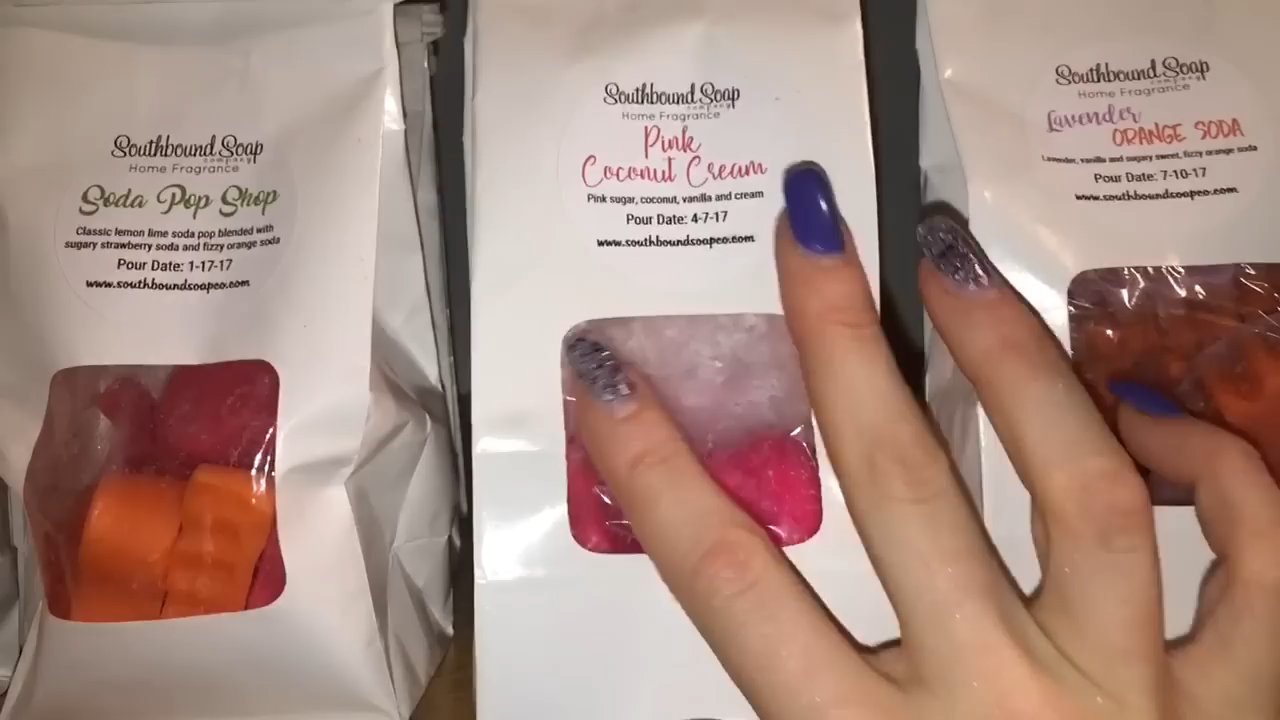 Southbound Soap
company
Home Fragrance
Soda Pop Shop
Classic lemon lime soda pop blended with
sugary strawberry soda and fizzy orange soda
Pour Date: 1-17-17
www.southboundsoapco.com
Southbound Soap
company
Home Fragrance
Pink
Coconut Cream
Pink sugar, coconut, vanilla and cream
Pour Date: 4-7-17
www.southboundsoapco.com
Southbound Soap
company
Home Fragrance
Lavender
ORANGE SODA
Lavender, vanilla and sugary sweet, fizzy orange soda
Pour Date: 7-10-17
www.southboundsoapco.com